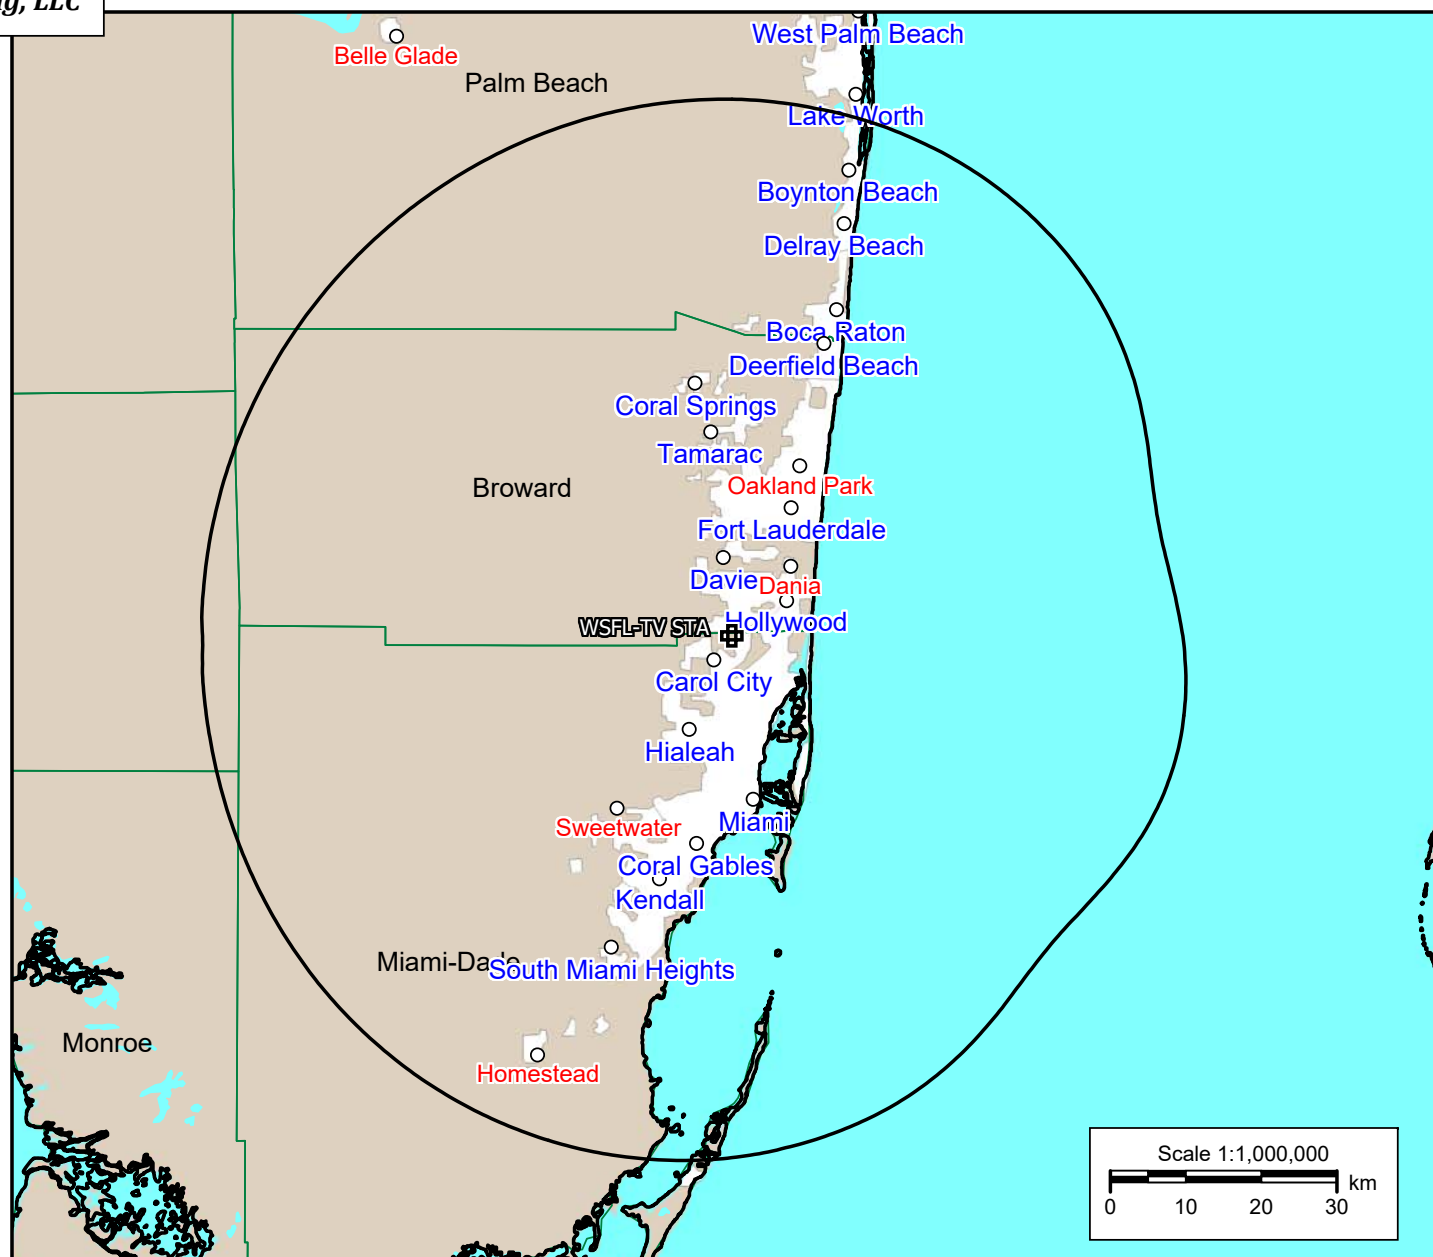 LLC
West Palm Beach
Belle Glade
Palm Beach
Lake Worth
Boynton Beach
Delray Beach
Boca Raton
Deerfield Beach
Coral Springs
Tamarac
Oakland Park
Broward
Fort Lauderdale
Davie
Dania
Hollywood
WSFL-TV STA
Carol City
Hialeah
Miami
Sweetwater
Coral Gables
Kendall
Miami-Dade
South Miami Heights
Monroe
Homestead
Scale 1:1,000,000
km
0 10 20 30